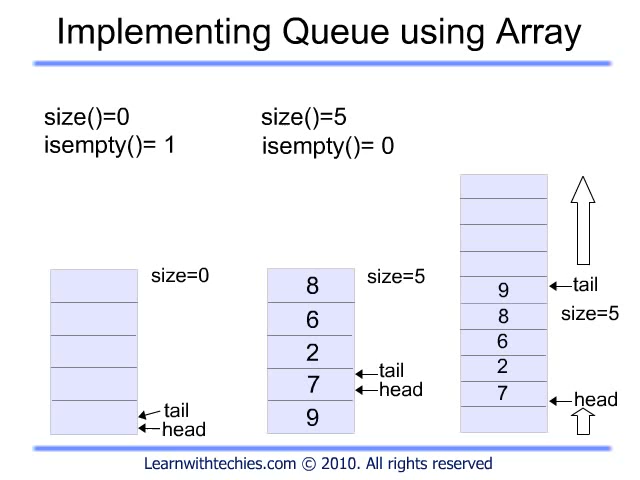 Implementing Queue using Array
size()=0
isempty()= 1
size()=5
isempty()= 0
size=0
tail
head
8
6
2
7
9
size=5
tail
head
9
8
6
2
7
tail
size=5
head
Learnwithtechies.com © 2010. All rights reserved